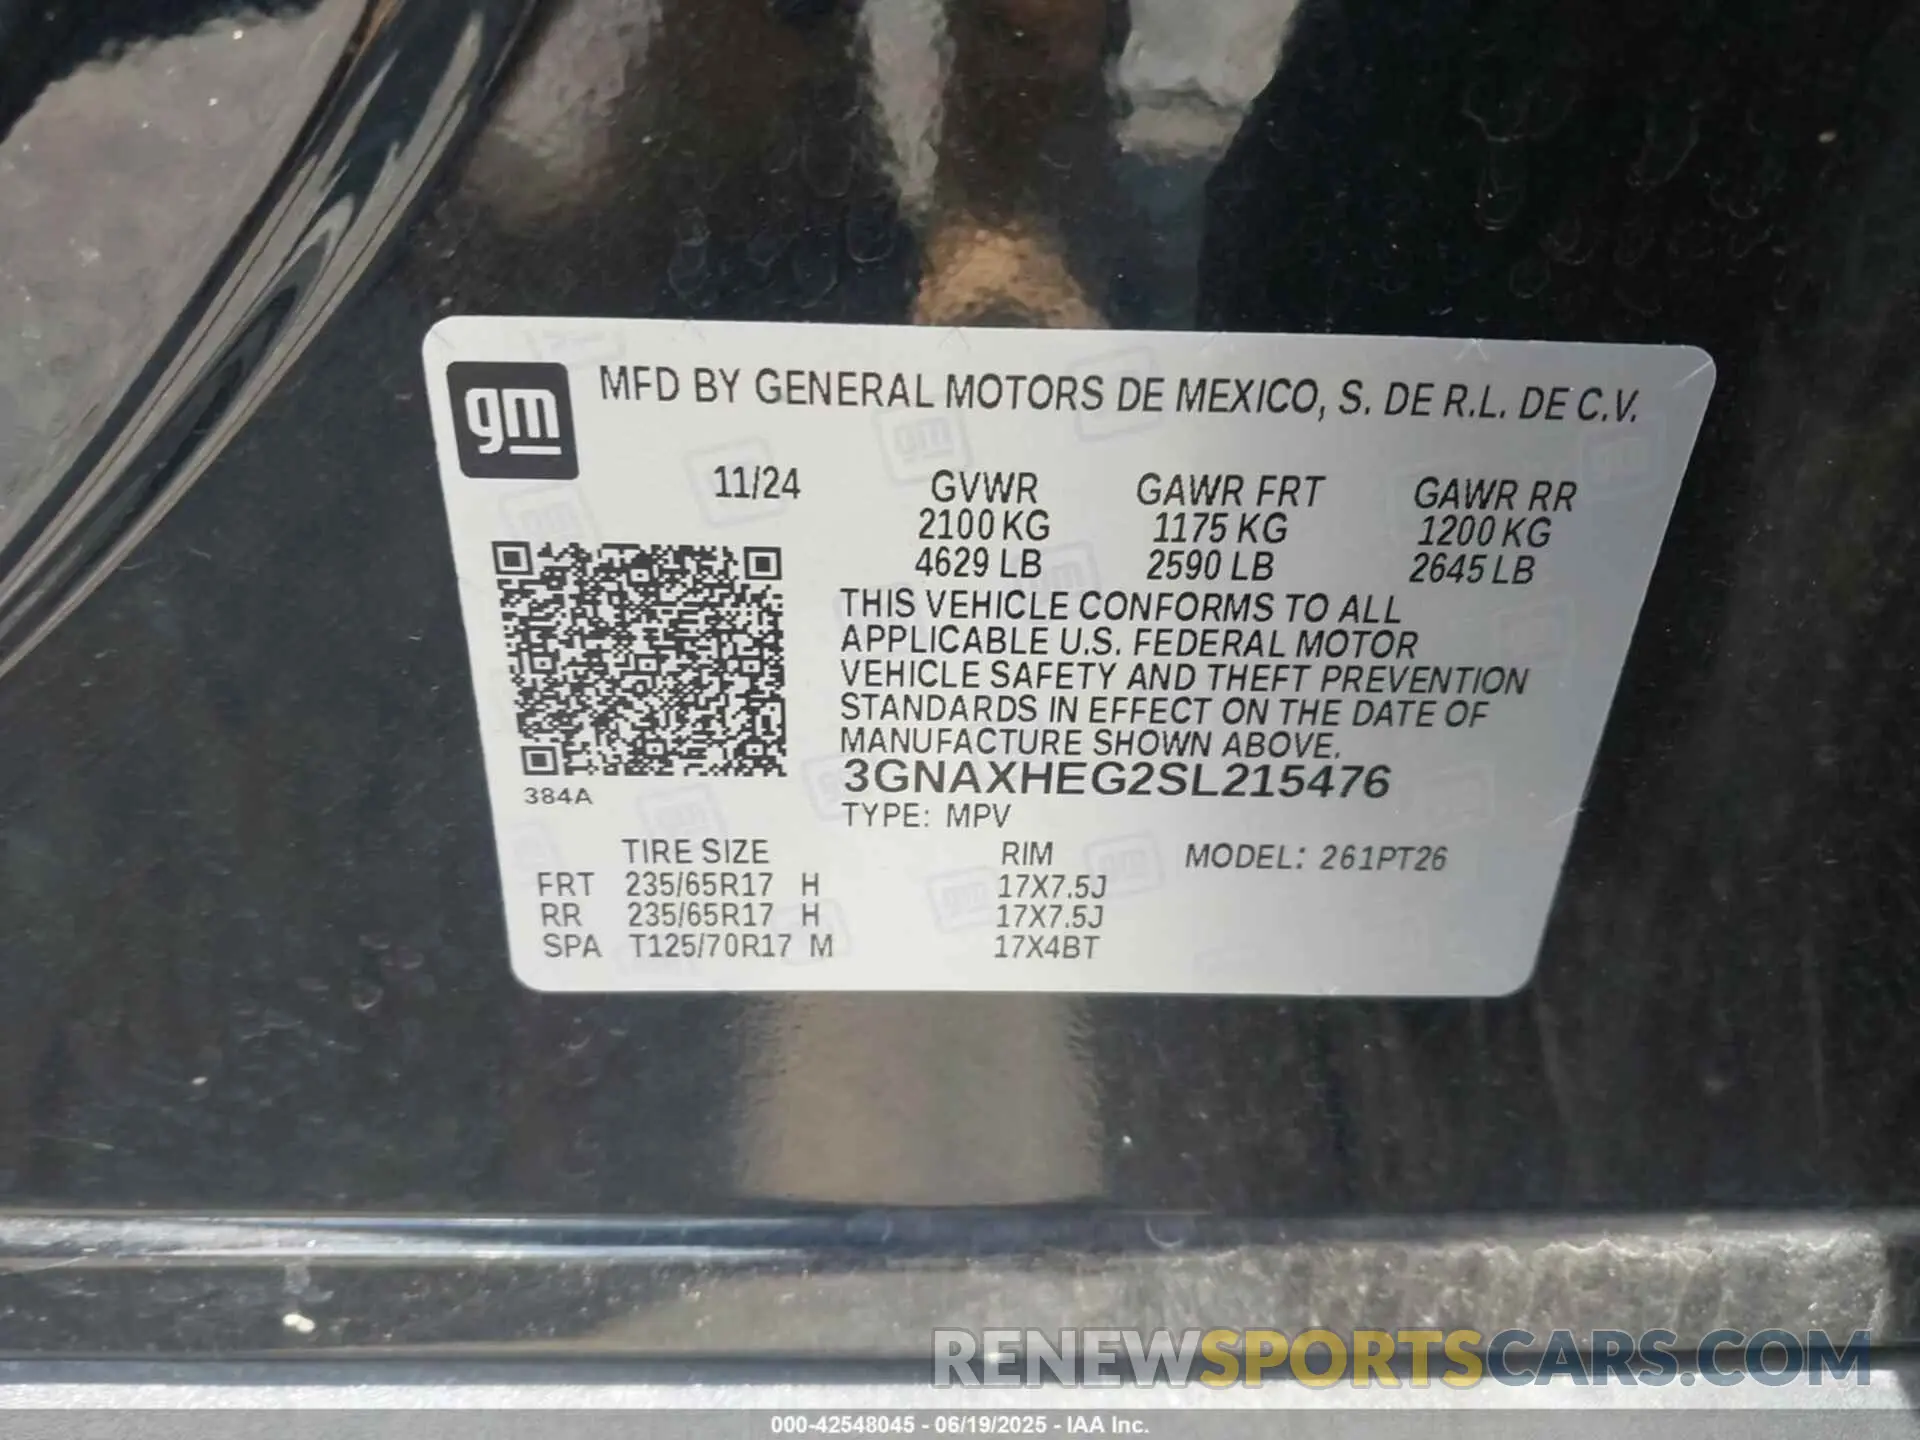 gm
MFD BY GENERAL MOTORS DE MEXICO, S. DE R.L. DE C.V.
11/24 GVWR GAWR FRT GAWR RR
2100 KG 1175 KG 1200 KG
4629 LB 2590 LB 2645 LB
THIS VEHICLE CONFORMS TO ALL
APPLICABLE U.S. FEDERAL MOTOR
VEHICLE SAFETY AND THEFT PREVENTION
STANDARDS IN EFFECT ON THE DATE OF
MANUFACTURE SHOWN ABOVE.
3GNAXHEG2SL215476
384A
TYPE: MPV
TIRE SIZE RIM MODEL: 261PT26
FRT 235/65R17 H 17X7.5J
RR 235/65R17 H 17X7.5J
SPA T125/70R17 M 17X4BT
RENEWSPORTSCARS.COM
000-42548045 - 06/19/2025 - IAA Inc.